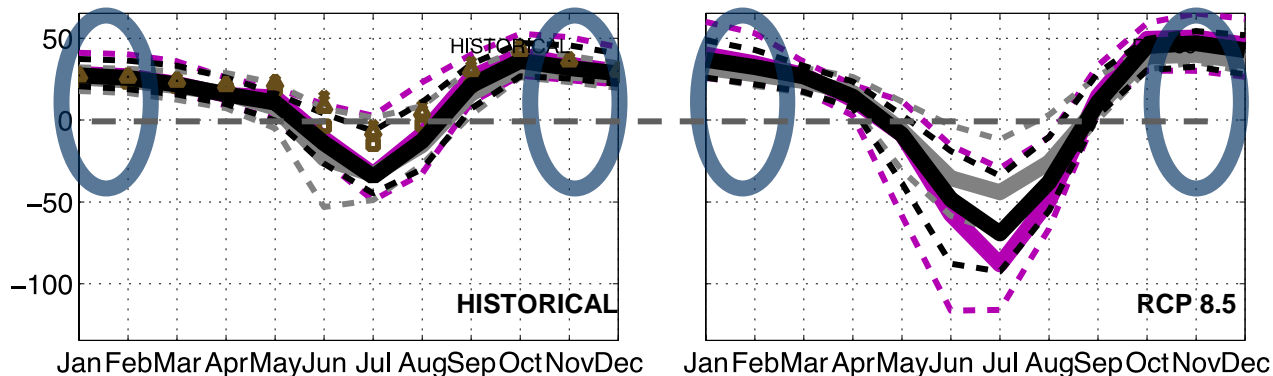 50
0
−50
−100
HISTORICAL
HISTORICAL
RCP 8.5
Jan Feb Mar Apr May Jun Jul Aug Sep Oct Nov Dec
Jan Feb Mar Apr May Jun Jul Aug Sep Oct Nov Dec